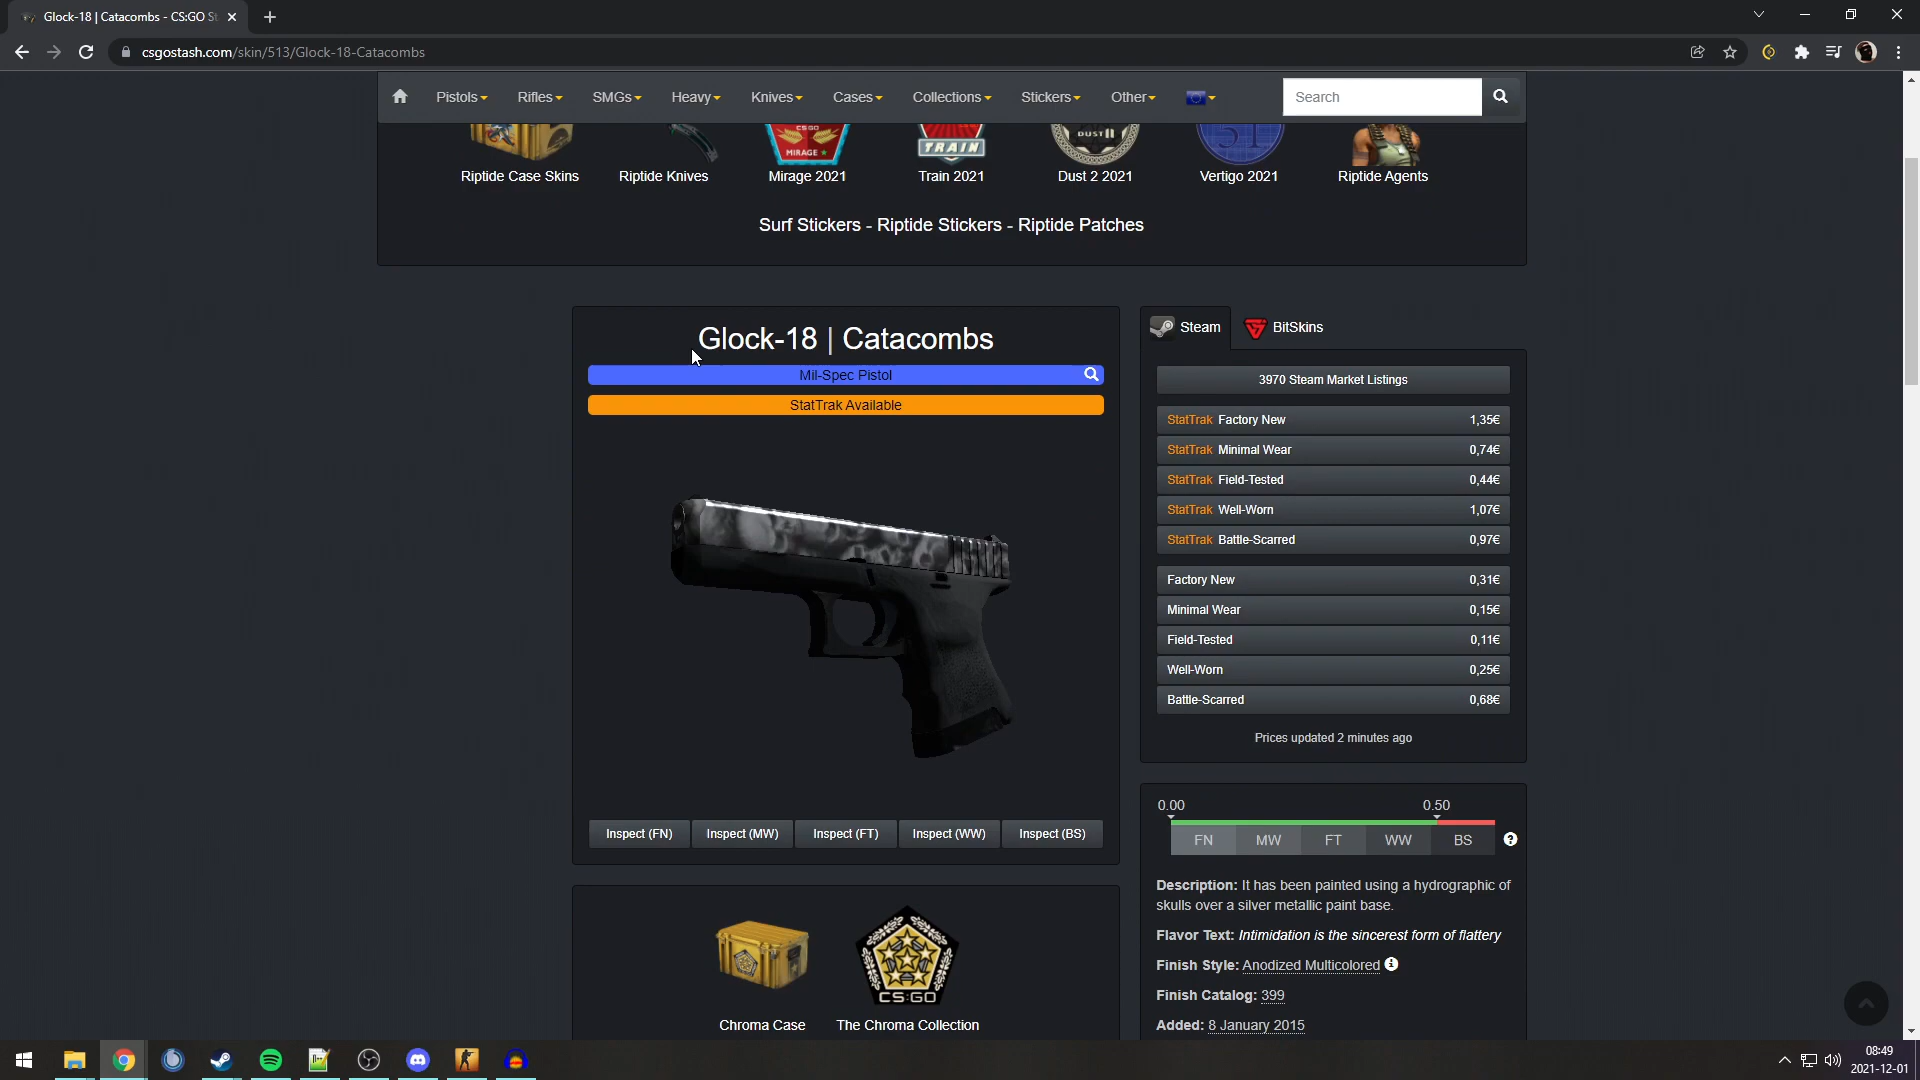 Glock-18 | Catacombs - CS:GO St
csgostash.com/skin/513/Glock-18-Catacombs
Pistols Rifles SMGs Heavy Knives Cases Collections Stickers Other Search
CS:GO MIRAGE TRAIN DUST II 51
Riptide Case Skins Riptide Knives Mirage 2021 Train 2021 Dust 2 2021 Vertigo 2021 Riptide Agents
Surf Stickers - Riptide Stickers - Riptide Patches
Glock-18 | Catacombs
Mil-Spec Pistol
StatTrak Available
Inspect (FN) Inspect (MW) Inspect (FT) Inspect (WW) Inspect (BS)
CS:GO
Chroma Case The Chroma Collection
Steam BitSkins
3970 Steam Market Listings
StatTrak Factory New 1,35€
StatTrak Minimal Wear 0,74€
StatTrak Field-Tested 0,44€
StatTrak Well-Worn 1,07€
StatTrak Battle-Scarred 0,97€
Factory New 0,31€
Minimal Wear 0,15€
Field-Tested 0,11€
Well-Worn 0,25€
Battle-Scarred 0,68€
Prices updated 2 minutes ago
0.00 0.50
FN MW FT WW BS ?
Description: It has been painted using a hydrographic of
skulls over a silver metallic paint base.
Flavor Text: Intimidation is the sincerest form of flattery
Finish Style: Anodized Multicolored
Finish Catalog: 399
Added: 8 January 2015
08:49
2021-12-01